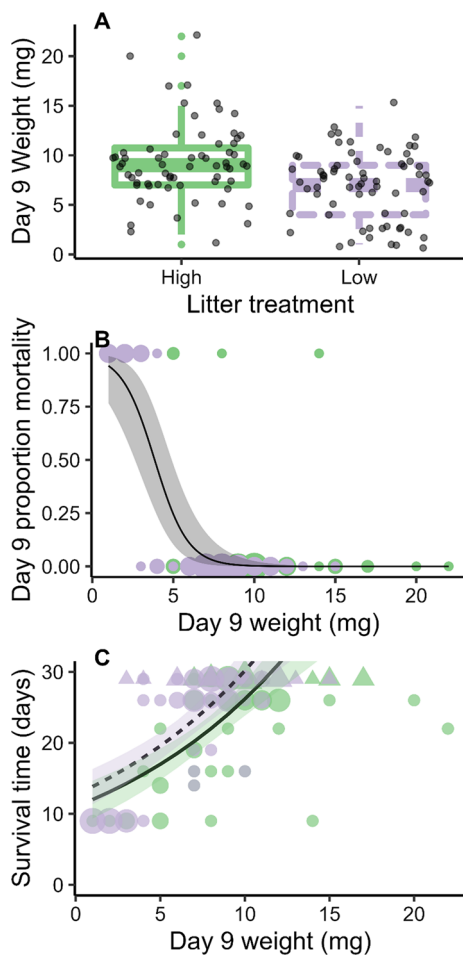 A
Day 9 Weight (mg)
20
15
10
5
0
High
Low
Litter treatment
B
Day 9 proportion mortality
1.00
0.75
0.50
0.25
0.00
0
5
10
15
20
Day 9 weight (mg)
C
Survival time (days)
30
20
10
0
0
5
10
15
20
Day 9 weight (mg)